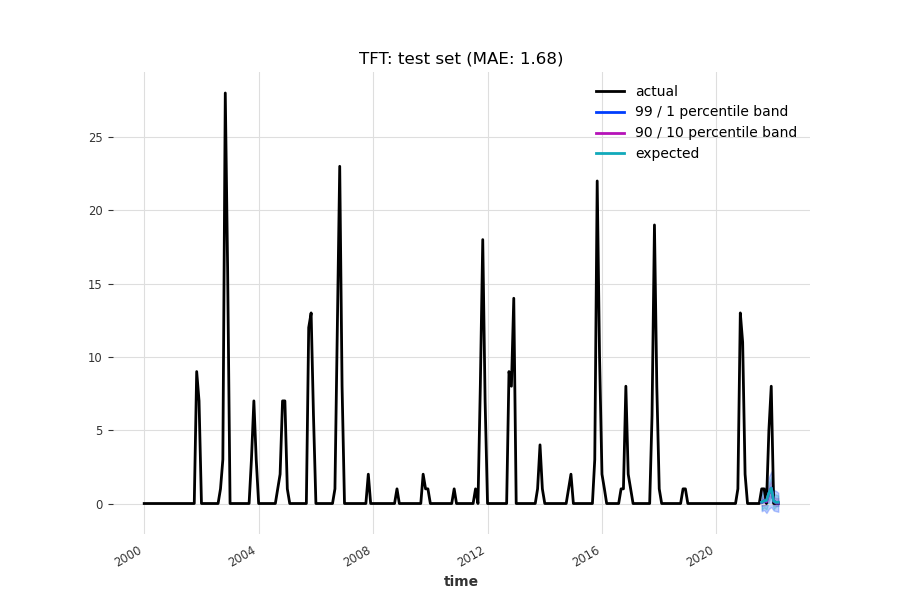 TFT: test set (MAE: 1.68)
actual
99 / 1 percentile band
90 / 10 percentile band
expected
25
20
15
10
5
0
2000
2004
2008
2012
2016
2020
time